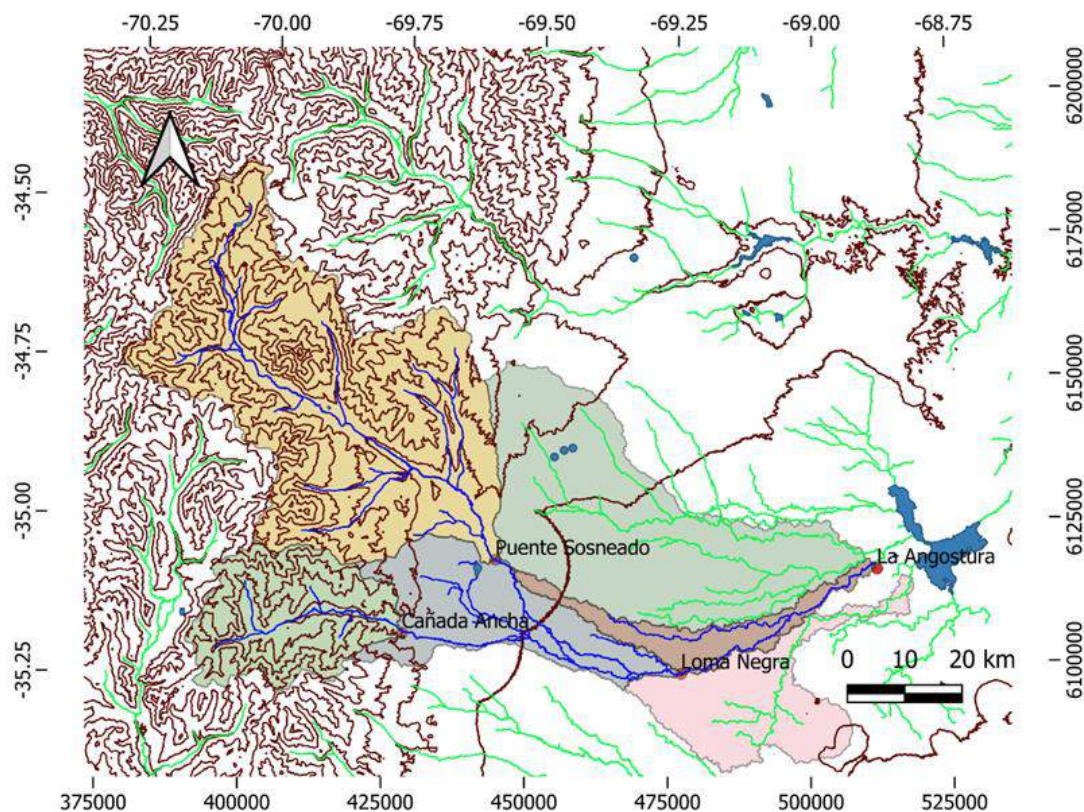 -70.25 -70.00 -69.75 -69.50 -69.25 -69.00 -68.75
6200000
-34.50
6175000
-34.75
6150000
-35.00
6125000
Puente Sosneado
La Angostura
Cañada Ancha
-35.25
Loma Negra
6100000
0 10 20 km
375000 400000 425000 450000 475000 500000 525000